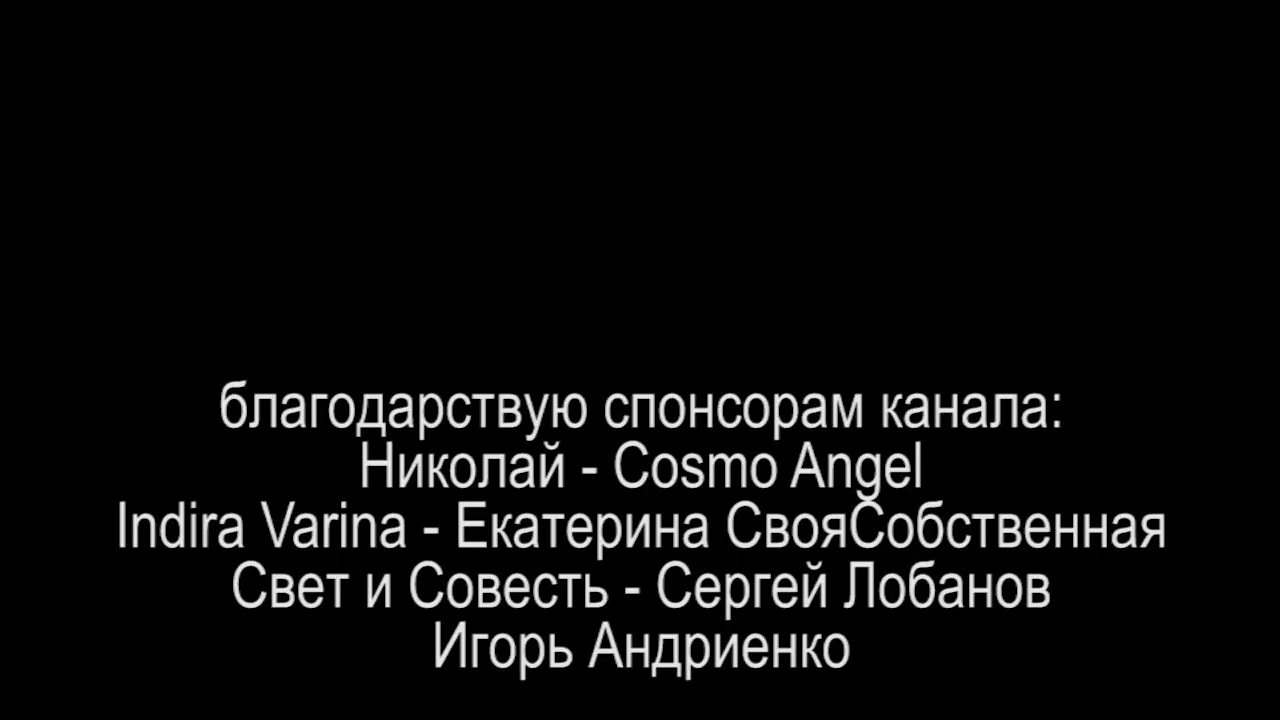 благодарствую спонсорам канала:
Николай - Cosmo Angel
Indira Varina - Екатерина СвояСобственная
Свет и Совесть - Сергей Лобанов
Игорь Андриенко